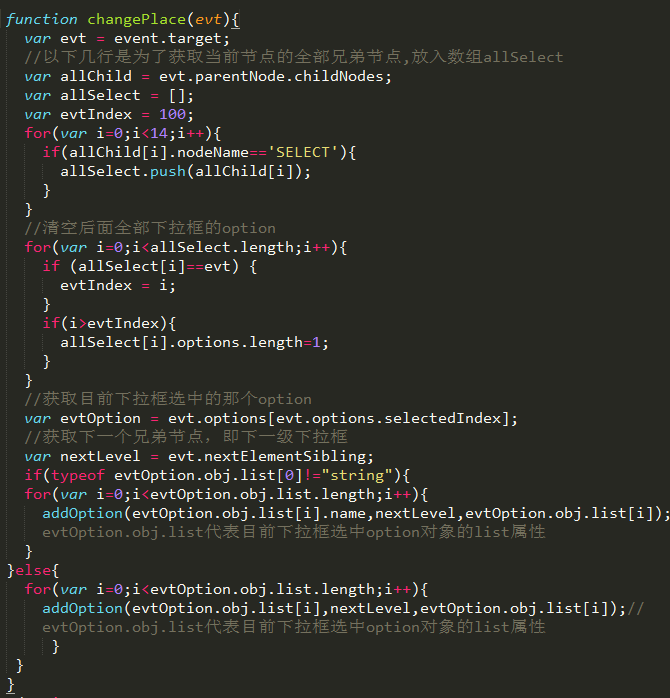 function changePlace(evt){
var evt = event.target;
//以下几行是为了获取当前节点的全部兄弟节点,放入数组allSelect
var allChild = evt.parentNode.childNodes;
var allSelect = [];
var evtIndex = 100;
for(var i=0;i<14;i++){
if(allChild[i].nodeName=='SELECT'){
allSelect.push(allChild[i]);
}
}
//清空后面全部下拉框的option
for(var i=0;i<allSelect.length;i++){
if (allSelect[i]==evt) {
evtIndex = i;
}
if(i>evtIndex){
allSelect[i].options.length=1;
}
}
//获取目前下拉框选中的那个option
var evtOption = evt.options[evt.options.selectedIndex];
//获取下一个兄弟节点，即下一级下拉框
var nextLevel = evt.nextElementSibling;
if(typeof evtOption.obj.list[0]!="string"){
for(var i=0;i<evtOption.obj.list.length;i++){
addOption(evtOption.obj.list[i].name,nextLevel,evtOption.obj.list[i]);
evtOption.obj.list代表目前下拉框选中option对象的list属性
}
}else{
for(var i=0;i<evtOption.obj.list.length;i++){
addOption(evtOption.obj.list[i],nextLevel,evtOption.obj.list[i]);//
evtOption.obj.list代表目前下拉框选中option对象的list属性
}
}
}